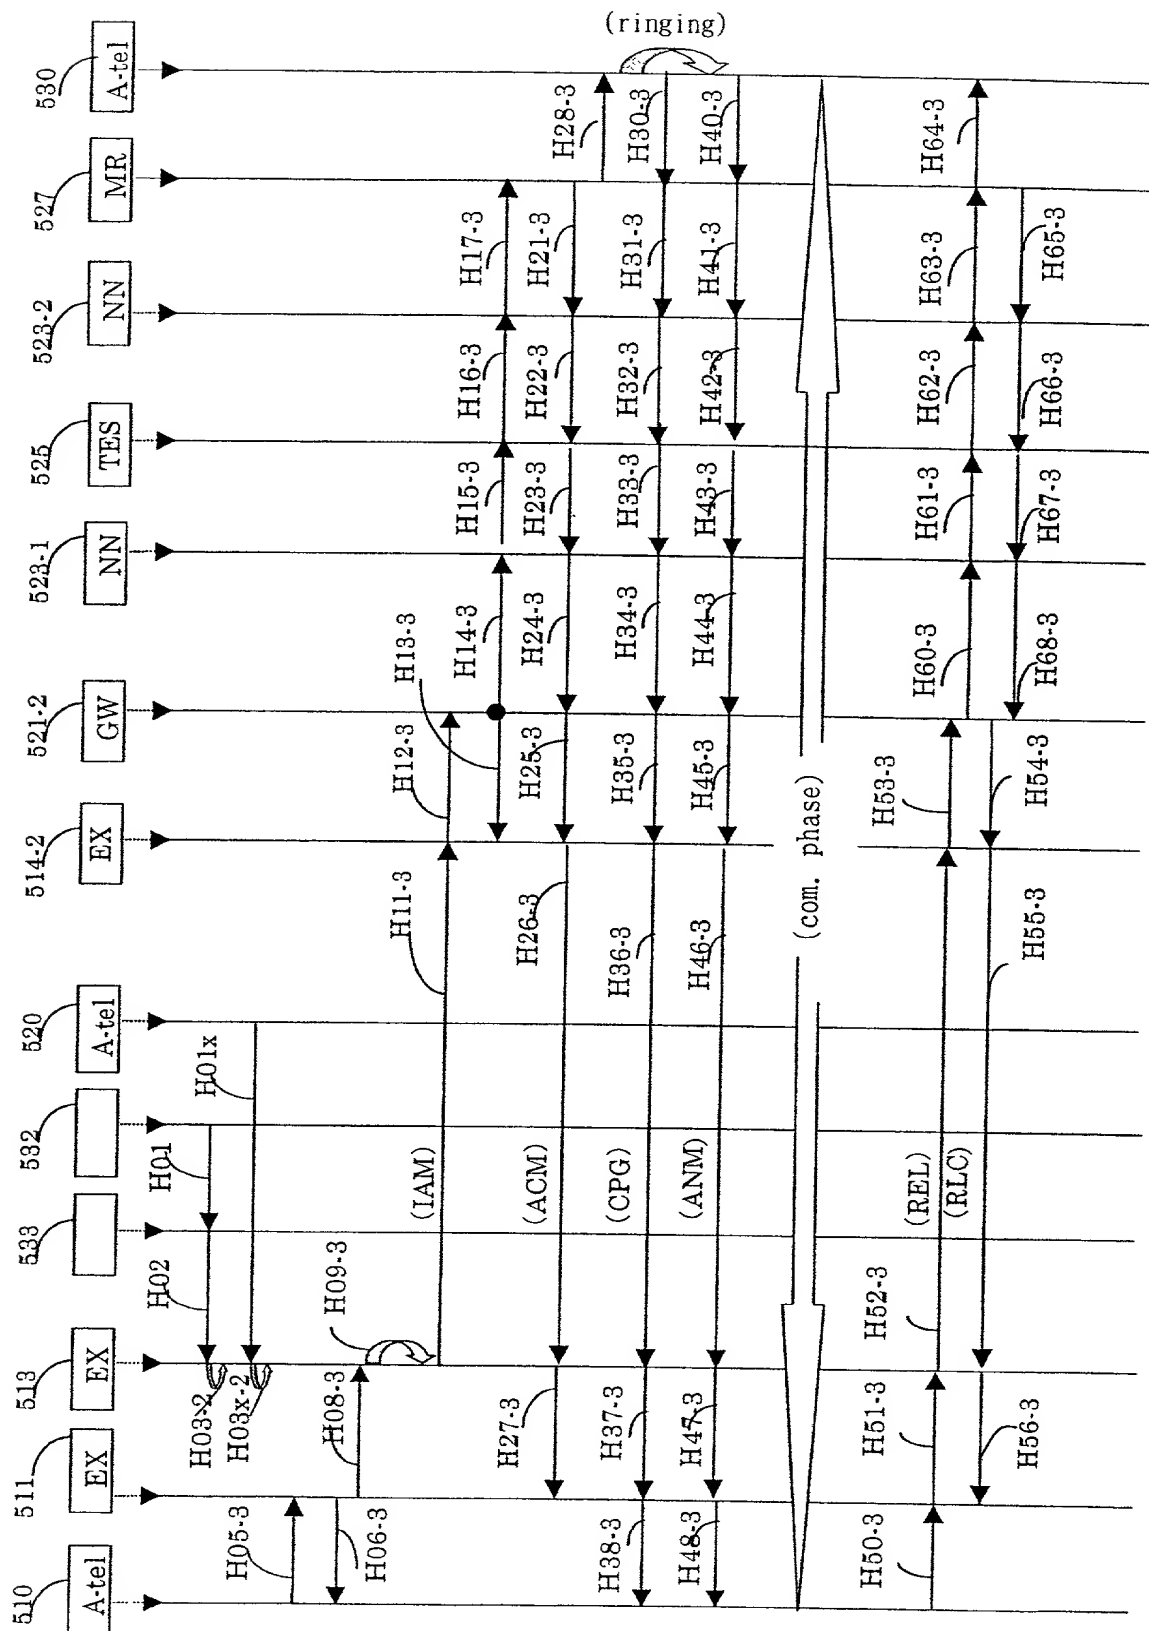 510
A-tel
511
EX
513
EX
533
532
520
A-tel
514-2
EX
521-2
GW
523-1
NN
525
TES
523-2
NN
527
MR
530
A-tel
H01
H02
H03-2
H01x
H03x-2
H05-3
H06-3
H08-3
H09-3
(IAM)
H11-3
H12-3
H13-3
H14-3
H15-3
H16-3
H17-3
(ACM)
H21-3
H22-3
H23-3
H24-3
H25-3
H26-3
H27-3
H28-3
(ringing)
(CPG)
H30-3
H31-3
H32-3
H33-3
H34-3
H35-3
H36-3
H37-3
H38-3
(ANM)
H40-3
H41-3
H42-3
H43-3
H44-3
H45-3
H46-3
H47-3
H48-3
(com. phase)
(REL)
H50-3
H51-3
H52-3
H53-3
H60-3
H61-3
H62-3
H63-3
H64-3
(RLC)
H54-3
H55-3
H56-3
H65-3
H66-3
H67-3
H68-3